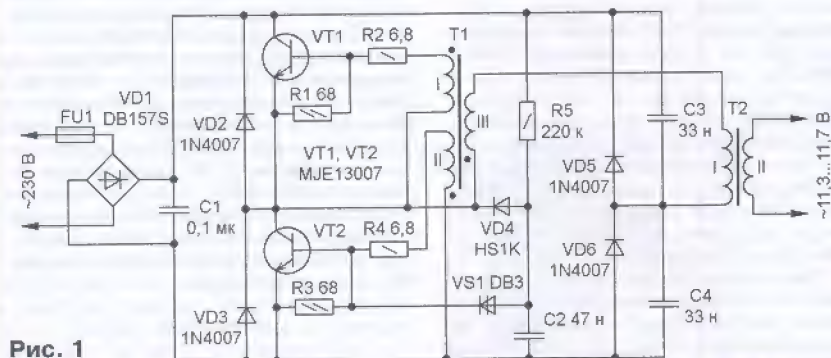 VT1
R2 6,8
T1
VD1
DB157S
FU1
R1 68
I
III
R5
220 к
C3
33 н
T2
VD2
1N4007
VT1, VT2
MJE13007
II
VD5
1N4007
I
II
~230 В
~11,3...11,7 В
C1
0,1 мк
VT2
R4 6,8
VD4
HS1K
VD6
1N4007
R3 68
VS1 DB3
VD3
1N4007
C2 47 н
C4
33 н
Рис. 1